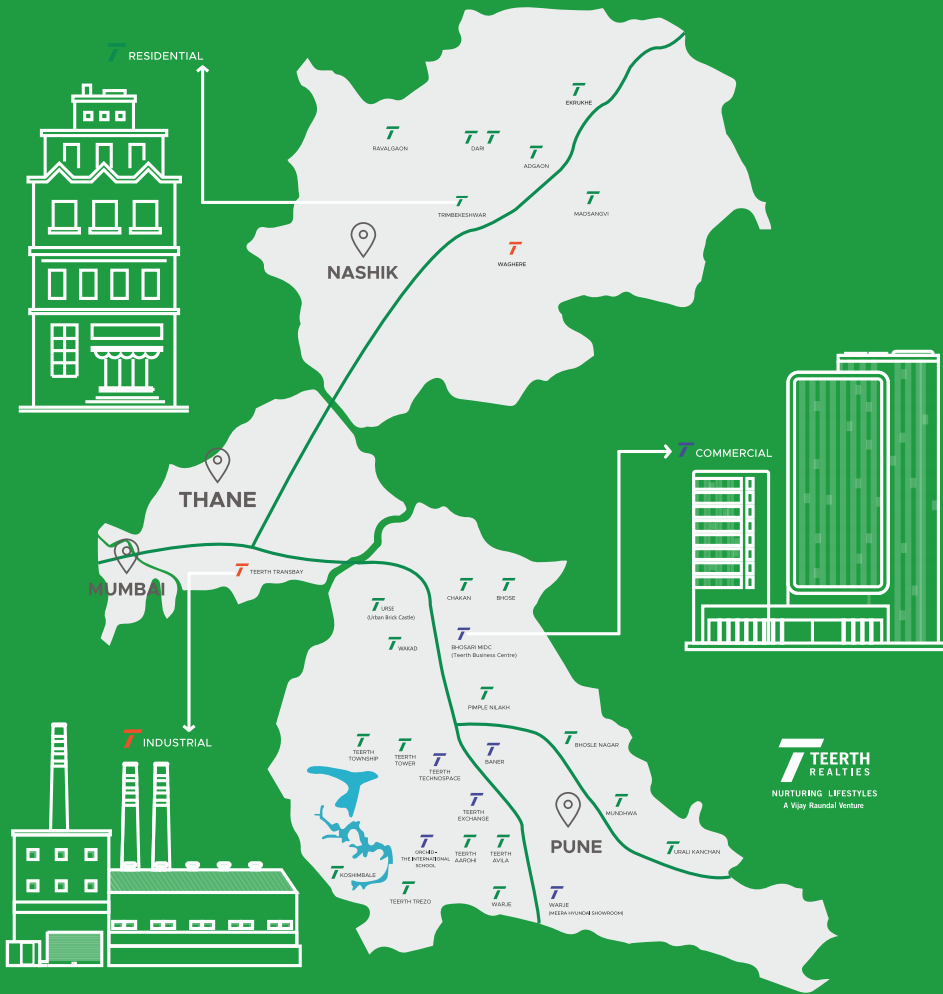 RESIDENTIAL
EKRUKHE
RAVALGAON
DARI
ADGAON
TRIMBEKESHWAR
MADSANGVI
WAGHERE
NASHIK
COMMERCIAL
THANE
MUMBAI
TEERTH TRANSBAY
CHAKAN
BHOSE
URSE
(Urban Brick Castle)
WAKAD
BHOSARI MIDC
(Teerth Business Centre)
PIMPLE NILAKH
INDUSTRIAL
TEERTH
TOWNSHIP
TEERTH
TOWER
TEERTH
TECHNOSPACE
BANER
BHOSLE NAGAR
TEERTH
REALTIES
NURTURING LIFESTYLES
A Vijay Raundal Venture
TEERTH
EXCHANGE
MUNDHWA
PUNE
ORCHID -
THE INTERNATIONAL
SCHOOL
TEERTH
AAROHI
TEERTH
AVILA
URALI KANCHAN
KOSHIMBALE
TEERTH TREZO
WARJE
WARJE
(MEERA HYUNDAI SHOWROOM)